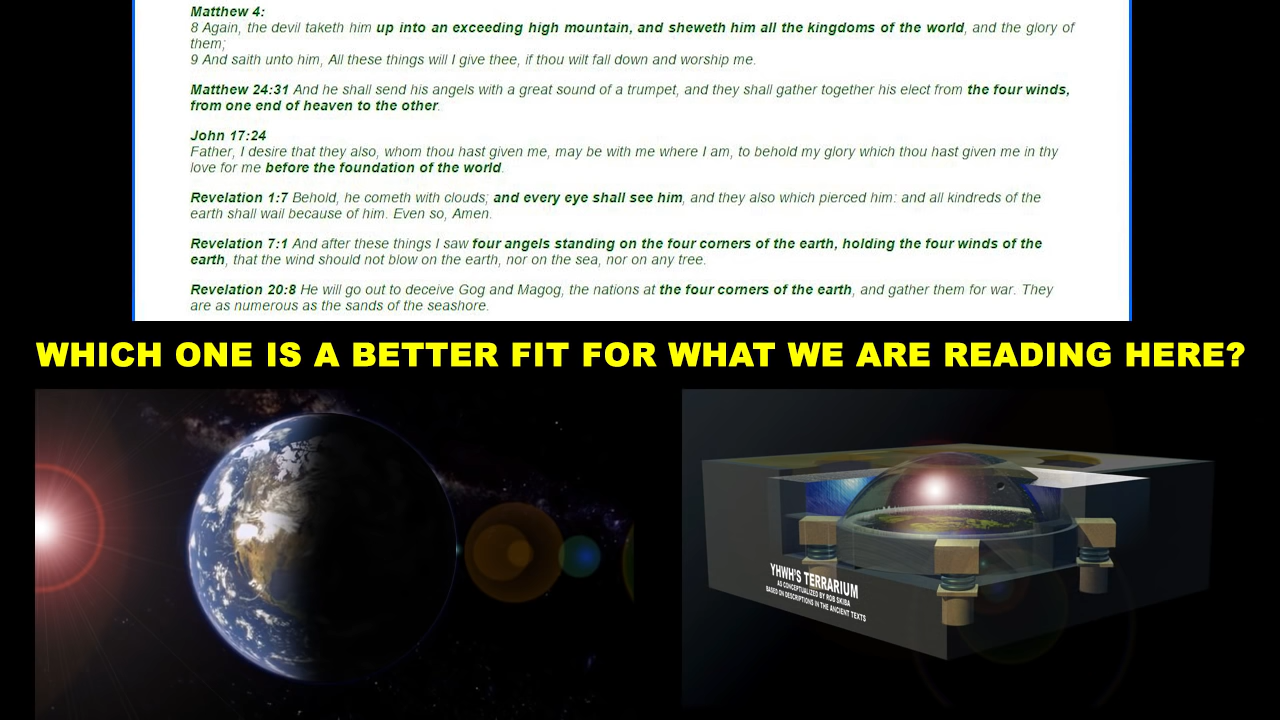 Matthew 4:
8 Again, the devil taketh him up into an exceeding high mountain, and sheweth him all the kingdoms of the world, and the glory of
them;
9 And saith unto him, All these things will I give thee, if thou wilt fall down and worship me.
Matthew 24:31 And he shall send his angels with a great sound of a trumpet, and they shall gather together his elect from the four winds,
from one end of heaven to the other.
John 17:24
Father, I desire that they also, whom thou hast given me, may be with me where I am, to behold my glory which thou hast given me in thy
love for me before the foundation of the world.
Revelation 1:7 Behold, he cometh with clouds; and every eye shall see him, and they also which pierced him: and all kindreds of the
earth shall wail because of him. Even so, Amen.
Revelation 7:1 And after these things I saw four angels standing on the four corners of the earth, holding the four winds of the
earth, that the wind should not blow on the earth, nor on the sea, nor on any tree.
Revelation 20:8 He will go out to deceive Gog and Magog, the nations at the four corners of the earth, and gather them for war. They
are as numerous as the sands of the seashore.
WHICH ONE IS A BETTER FIT FOR WHAT WE ARE READING HERE?
YHWH'S TERRARIUM
AS CONCEPTUALIZED BY ROB SKIBA
BASED ON DESCRIPTIONS IN THE ANCIENT TEXTS